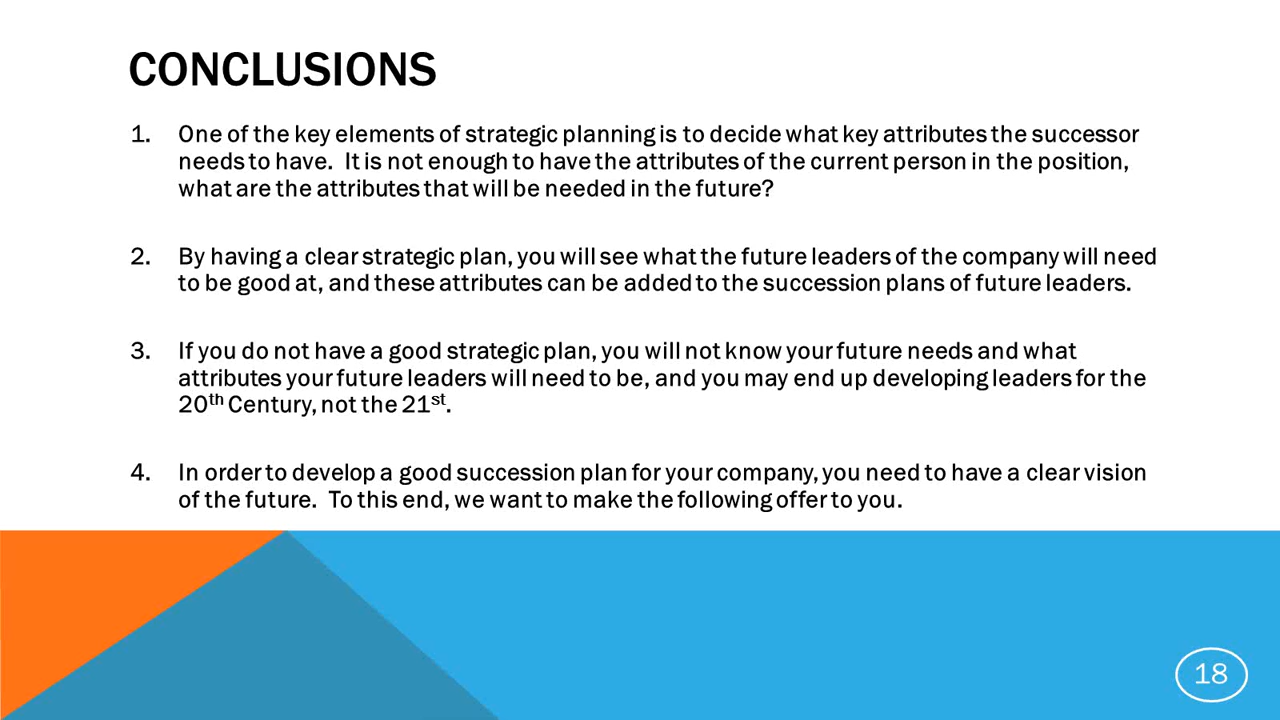 CONCLUSIONS
1. One of the key elements of strategic planning is to decide what key attributes the successor
needs to have.  It is not enough to have the attributes of the current person in the position,
what are the attributes that will be needed in the future?
2. By having a clear strategic plan, you will see what the future leaders of the company will need
to be good at, and these attributes can be added to the succession plans of future leaders.
3. If you do not have a good strategic plan, you will not know your future needs and what
attributes your future leaders will need to be, and you may end up developing leaders for the
20th Century, not the 21st.
4. In order to develop a good succession plan for your company, you need to have a clear vision
of the future.  To this end, we want to make the following offer to you.
18